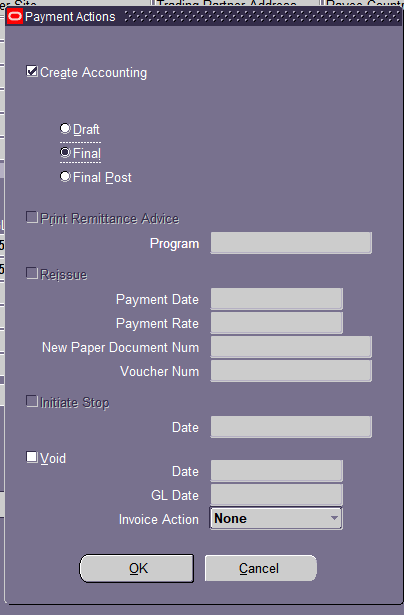 er Site Trading Partner Address Payee Count
Payment Actions
Create Accounting
Draft
Final
Final Post
Print Remittance Advice
Program
Reissue
Payment Date
Payment Rate
New Paper Document Num
Voucher Num
Initiate Stop
Date
Void
Date
GL Date
Invoice Action None
OK Cancel